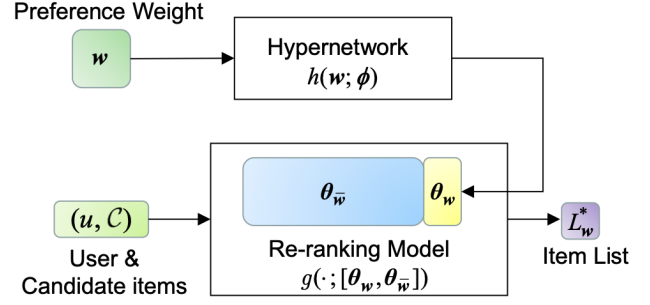 Preference Weight
w
Hypernetwork
h(w; ϕ)
θ_w̄
θ_w
(u, C)
L*_w
User &
Candidate items
Re-ranking Model
g(·; [θ_w, θ_w̄])
Item List